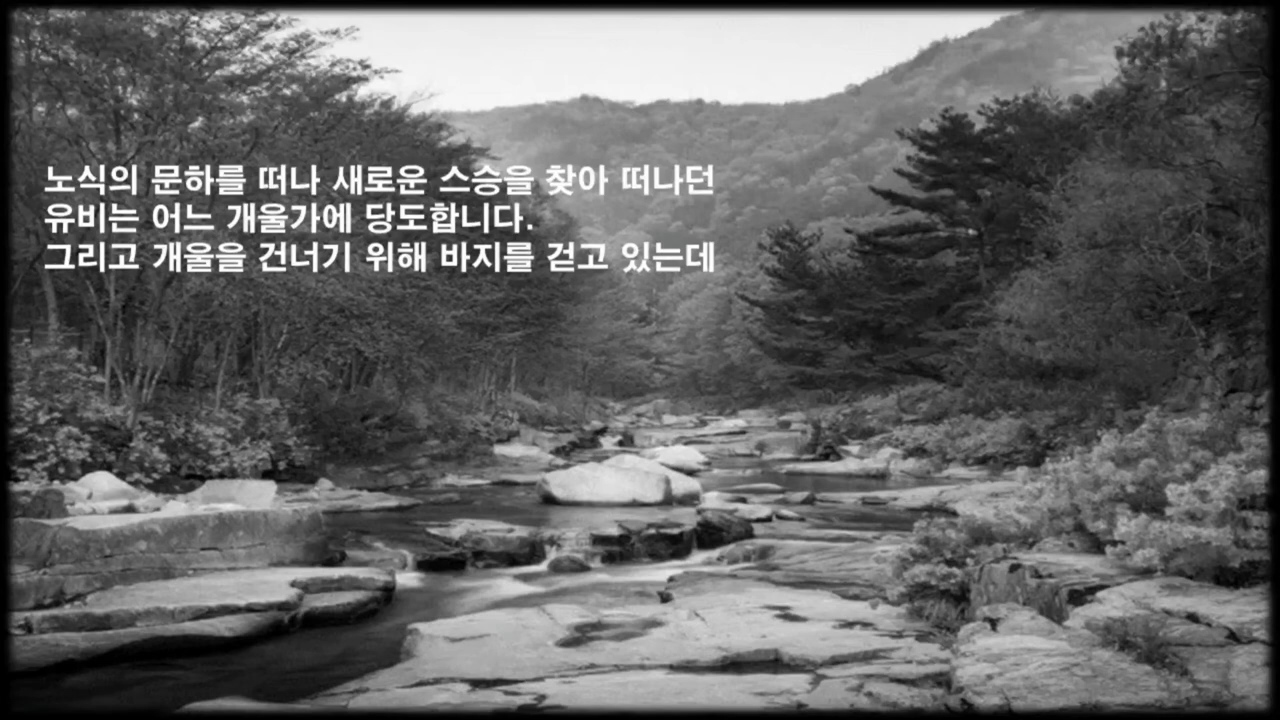 노식의 문하를 떠나 새로운 스승을 찾아 떠나던
유비는 어느 개울가에 당도합니다.
그리고 개울을 건너기 위해 바지를 걷고 있는데